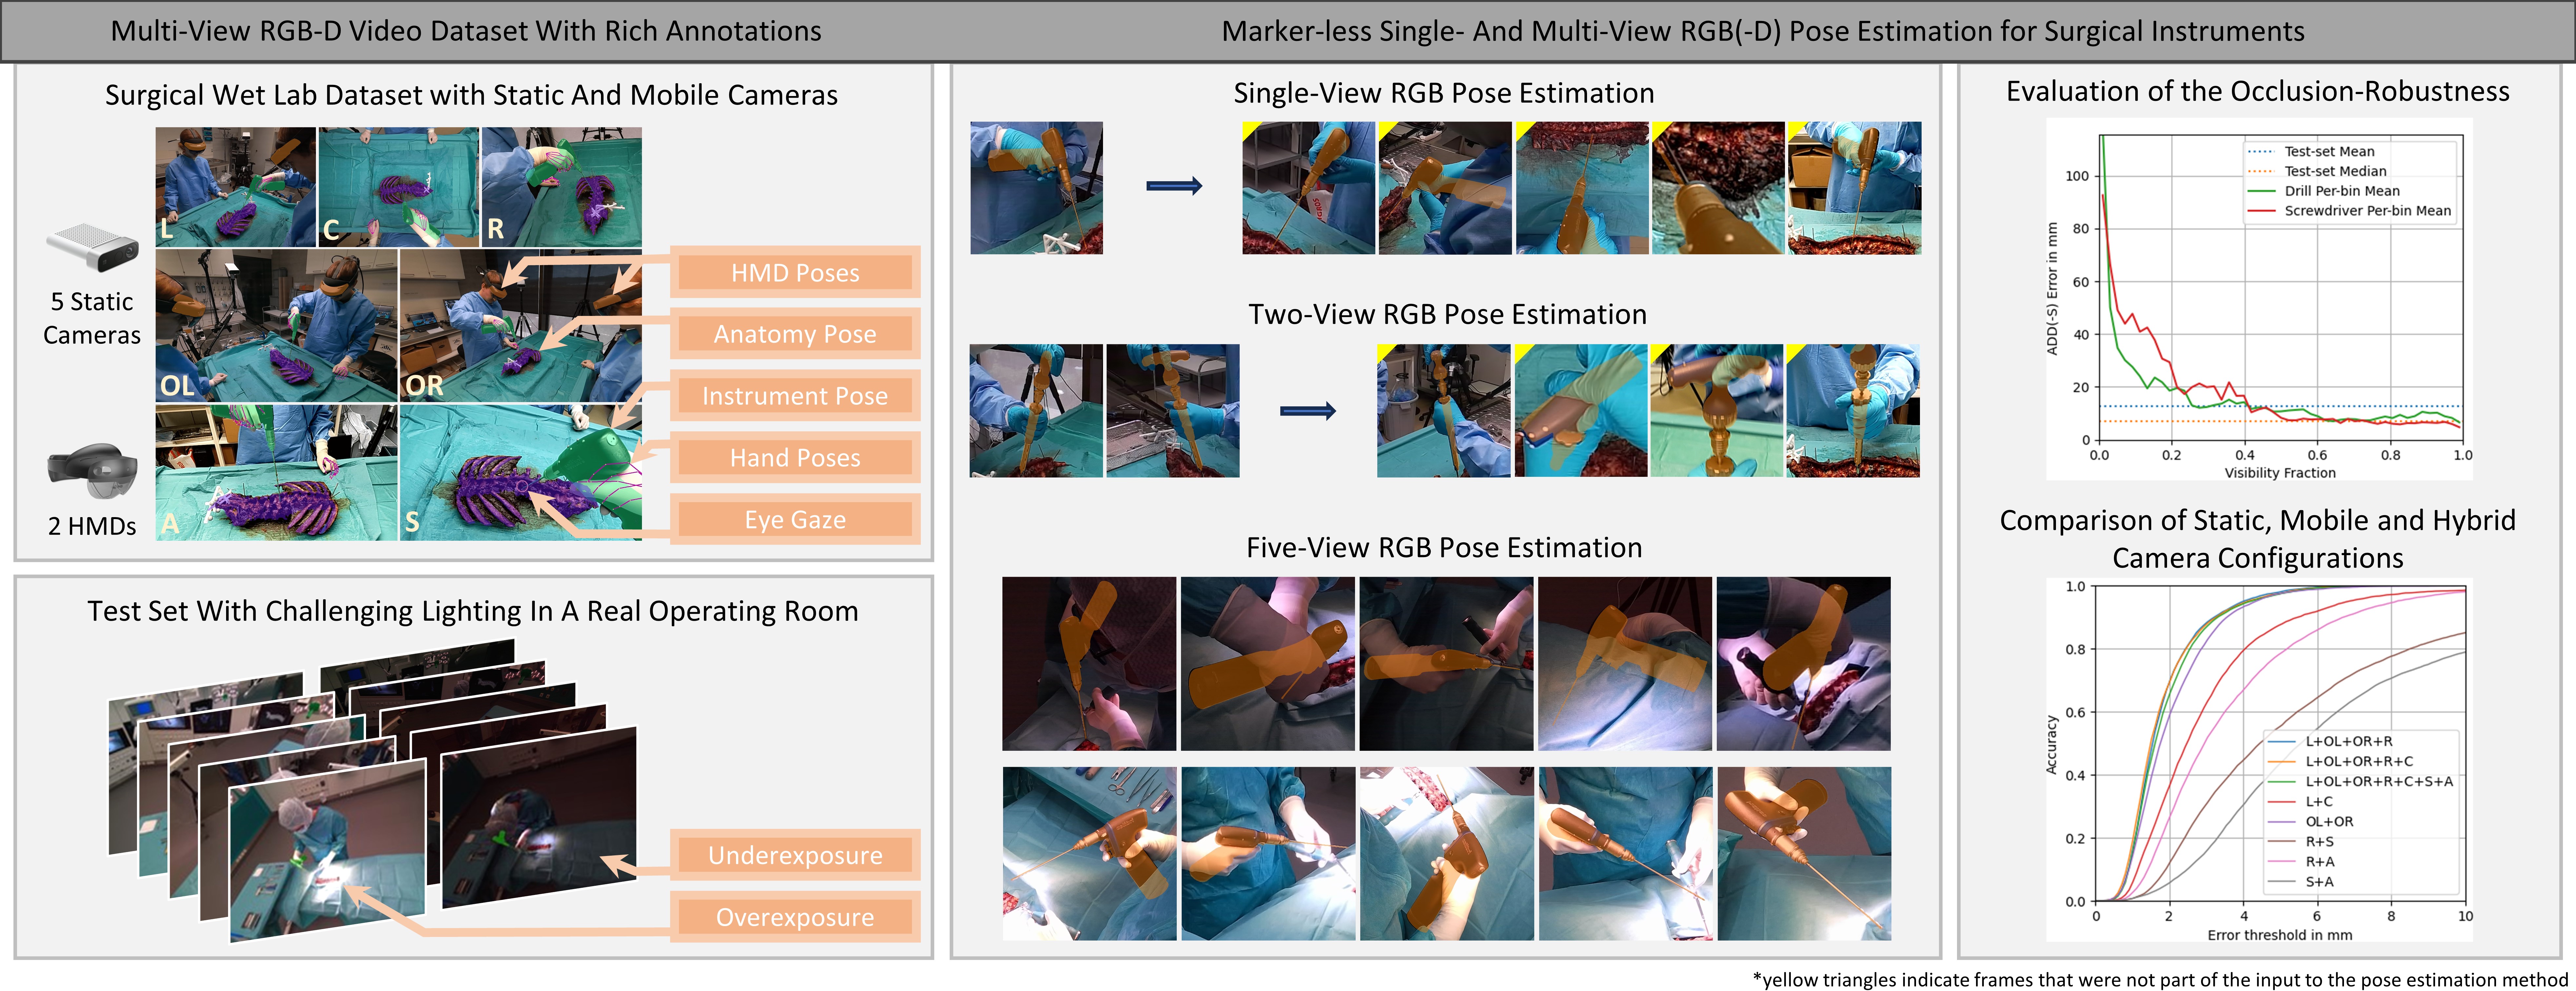 Multi-View RGB-D Video Dataset With Rich Annotations
Marker-less Single- And Multi-View RGB(-D) Pose Estimation for Surgical Instruments
Surgical Wet Lab Dataset with Static And Mobile Cameras
L
C
R
5 Static
Cameras
OL
OR
2 HMDs
A
S
HMD Poses
Anatomy Pose
Instrument Pose
Hand Poses
Eye Gaze
Test Set With Challenging Lighting In A Real Operating Room
Underexposure
Overexposure
Single-View RGB Pose Estimation
Two-View RGB Pose Estimation
Five-View RGB Pose Estimation
Evaluation of the Occlusion-Robustness
ADD(-S) Error in mm
100
80
60
40
20
0
0.0 0.2 0.4 0.6 0.8 1.0
Visibility Fraction
Test-set Mean
Test-set Median
Drill Per-bin Mean
Screwdriver Per-bin Mean
Comparison of Static, Mobile and Hybrid
Camera Configurations
Accuracy
1.0
0.8
0.6
0.4
0.2
0.0
0 2 4 6 8 10
Error threshold in mm
L+OL+OR+R
L+OL+OR+R+C
L+OL+OR+R+C+S+A
L+C
OL+OR
R+S
R+A
S+A
*yellow triangles indicate frames that were not part of the input to the pose estimation method